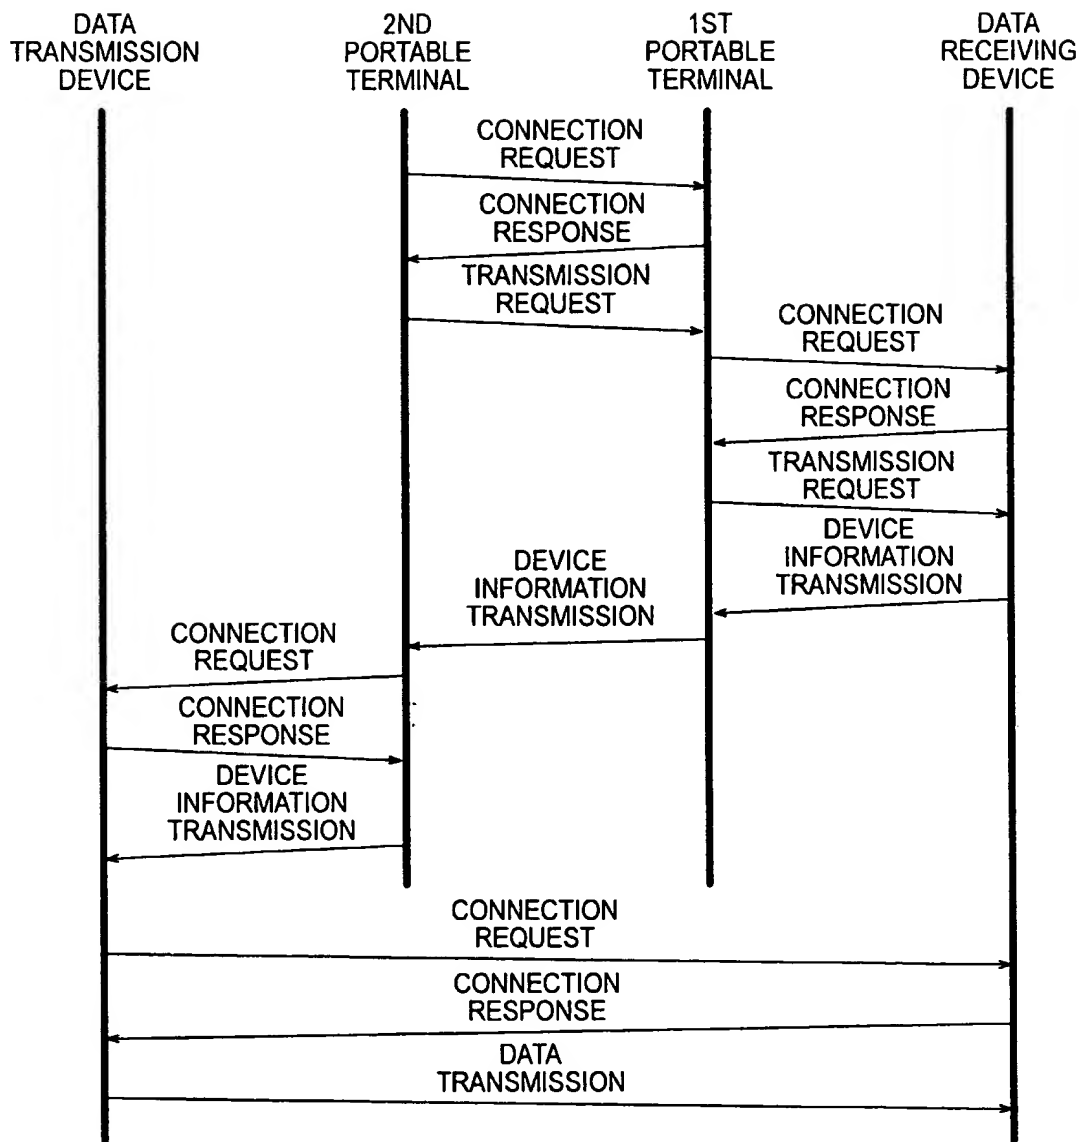 DATA
TRANSMISSION
DEVICE
2ND
PORTABLE
TERMINAL
1ST
PORTABLE
TERMINAL
DATA
RECEIVING
DEVICE
CONNECTION
REQUEST
CONNECTION
RESPONSE
TRANSMISSION
REQUEST
CONNECTION
REQUEST
CONNECTION
RESPONSE
TRANSMISSION
REQUEST
DEVICE
INFORMATION
TRANSMISSION
DEVICE
INFORMATION
TRANSMISSION
CONNECTION
REQUEST
CONNECTION
RESPONSE
DEVICE
INFORMATION
TRANSMISSION
CONNECTION
REQUEST
CONNECTION
RESPONSE
DATA
TRANSMISSION